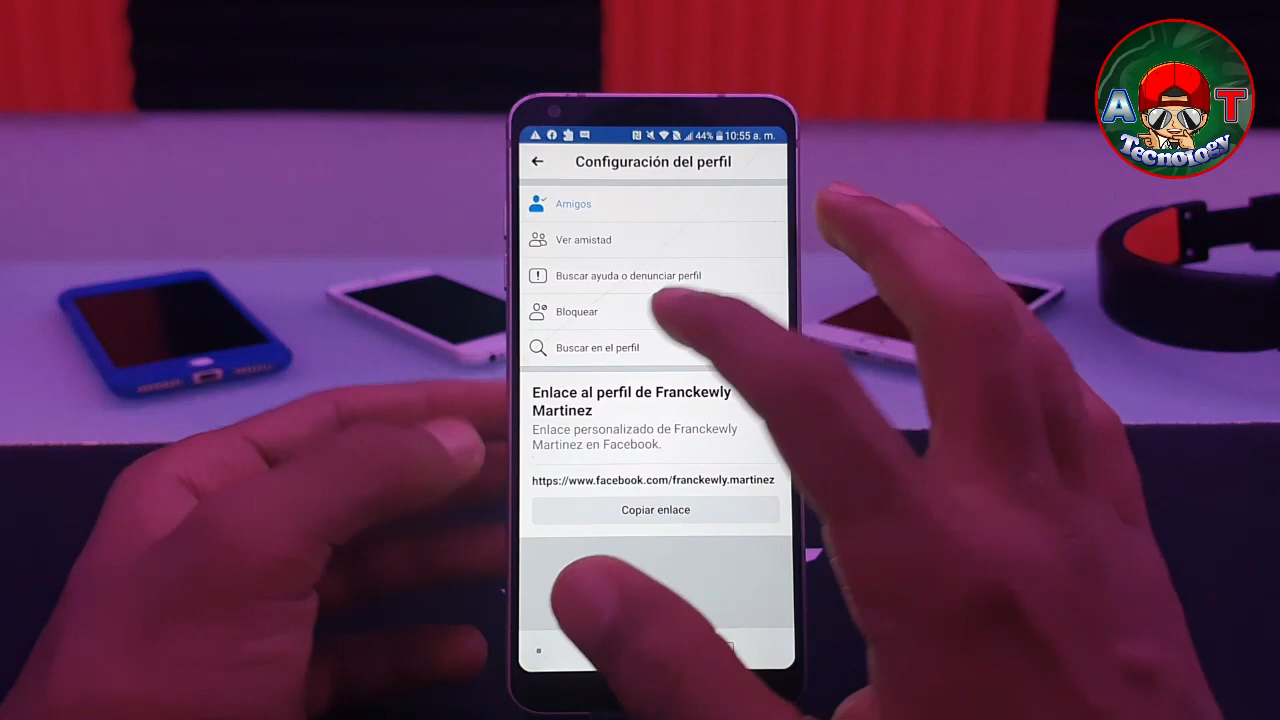 A T
Tecnology
44% 10:55 a. m.
Configuración del perfil
Amigos
Ver amistad
Buscar ayuda o denunciar perfil
Bloquear
Buscar en el perfil
Enlace al perfil de Franckewly
Martinez
Enlace personalizado de Franckewly
Martinez en Facebook.
https://www.facebook.com/franckewly.martinez
Copiar enlace